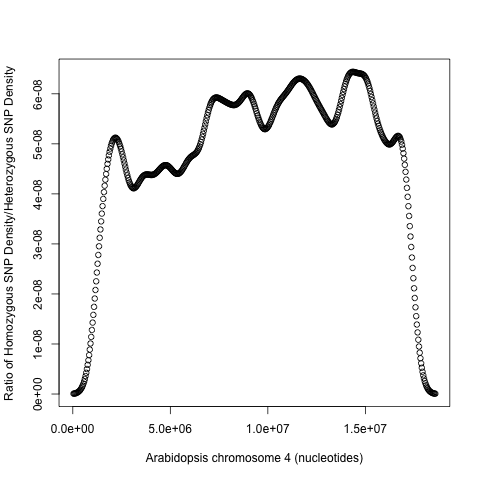 Ratio of Homozygous SNP Density/Heterozygous SNP Density
6e-08
5e-08
4e-08
3e-08
2e-08
1e-08
0e+00
0.0e+00 5.0e+06 1.0e+07 1.5e+07
Arabidopsis chromosome 4 (nucleotides)